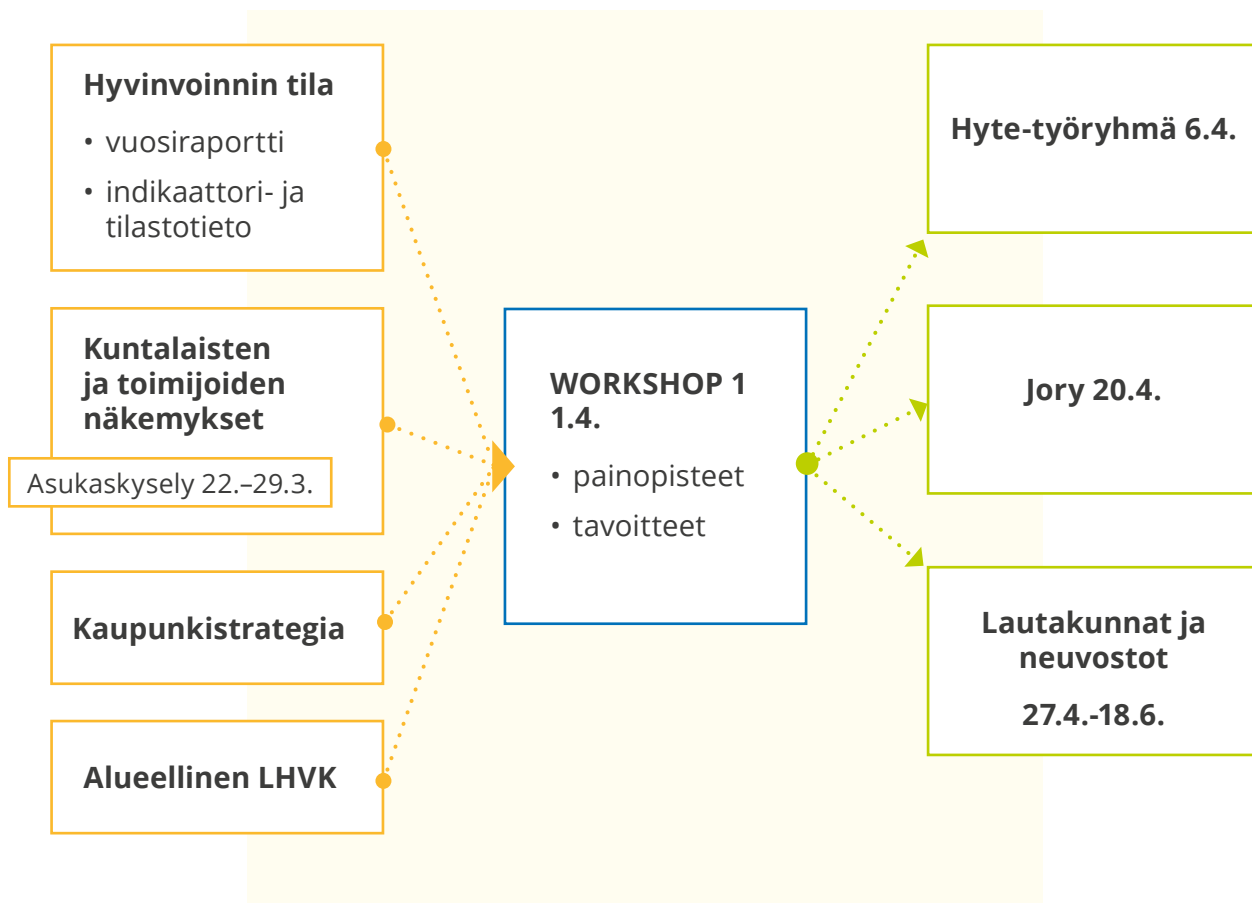 Hyvinvoinnin tila
• vuosiraportti
• indikaattori- ja
tilastotieto
Kuntalaisten
ja toimijoiden
näkemykset
Asukaskysely 22.–29.3.
Kaupunkistrategia
Alueellinen LHVK
WORKSHOP 1
1.4.
• painopisteet
• tavoitteet
Hyte-työryhmä 6.4.
Jory 20.4.
Lautakunnat ja
neuvostot
27.4.-18.6.